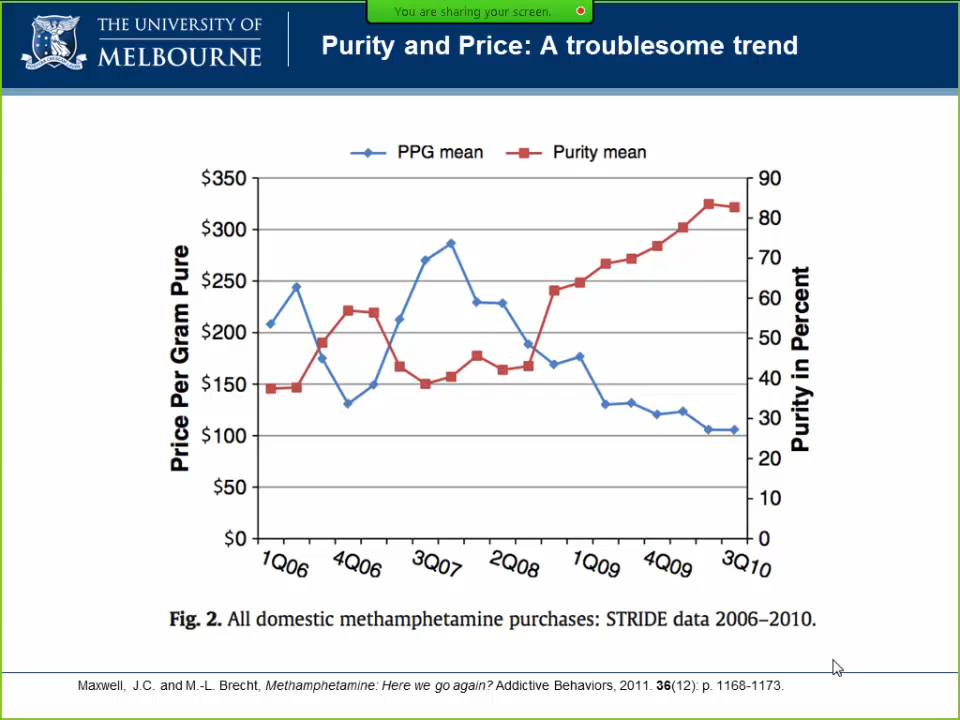 You are sharing your screen.
THE UNIVERSITY OF
MELBOURNE
Purity and Price: A troublesome trend
PPG mean
Purity mean
Price Per Gram Pure
$350
$300
$250
$200
$150
$100
$50
$0
90
80
70
60
50
40
30
20
10
0
Purity in Percent
1Q06
4Q06
3Q07
2Q08
1Q09
4Q09
3Q10
Fig. 2. All domestic methamphetamine purchases: STRIDE data 2006–2010.
Maxwell, J.C. and M.-L. Brecht, Methamphetamine: Here we go again? Addictive Behaviors, 2011. 36(12): p. 1168-1173.